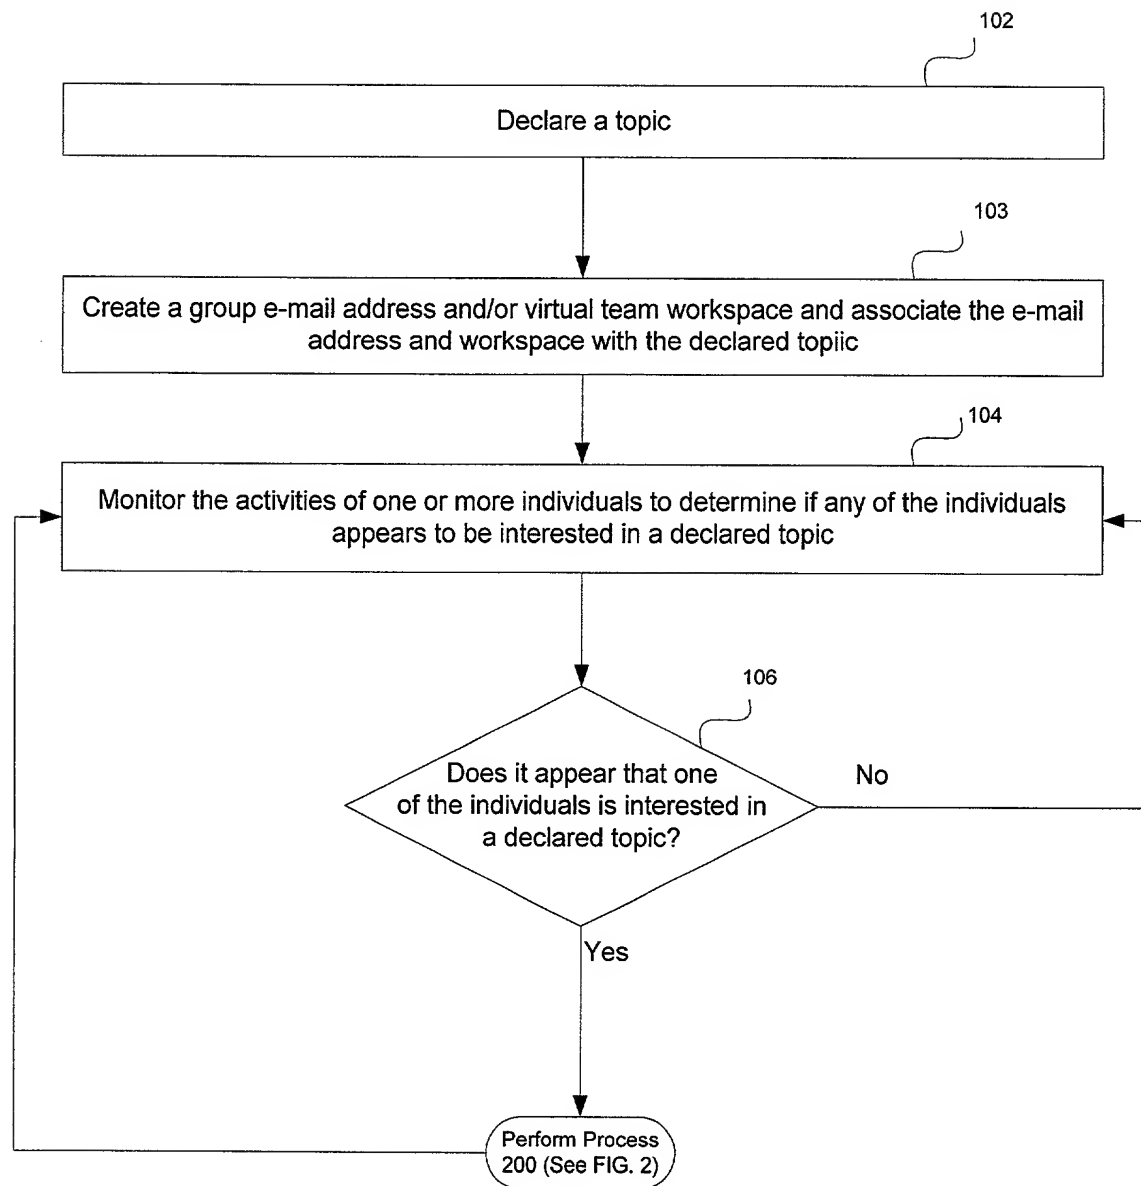 102
Declare a topic
103
Create a group e-mail address and/or virtual team workspace and associate the e-mail
address and workspace with the declared topiic
104
Monitor the activities of one or more individuals to determine if any of the individuals
appears to be interested in a declared topic
106
Does it appear that one
of the individuals is interested in
a declared topic?
No
Yes
Perform Process
200 (See FIG. 2)